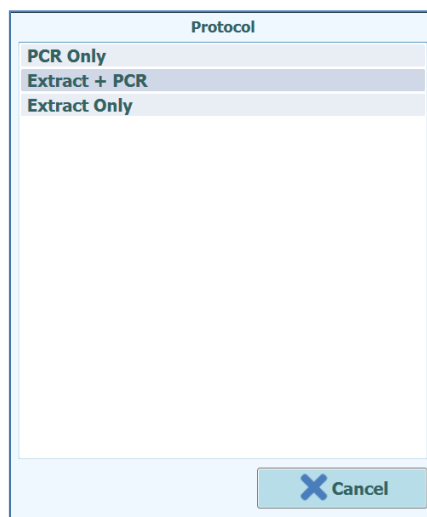 Protocol
PCR Only
Extract + PCR
Extract Only
Cancel